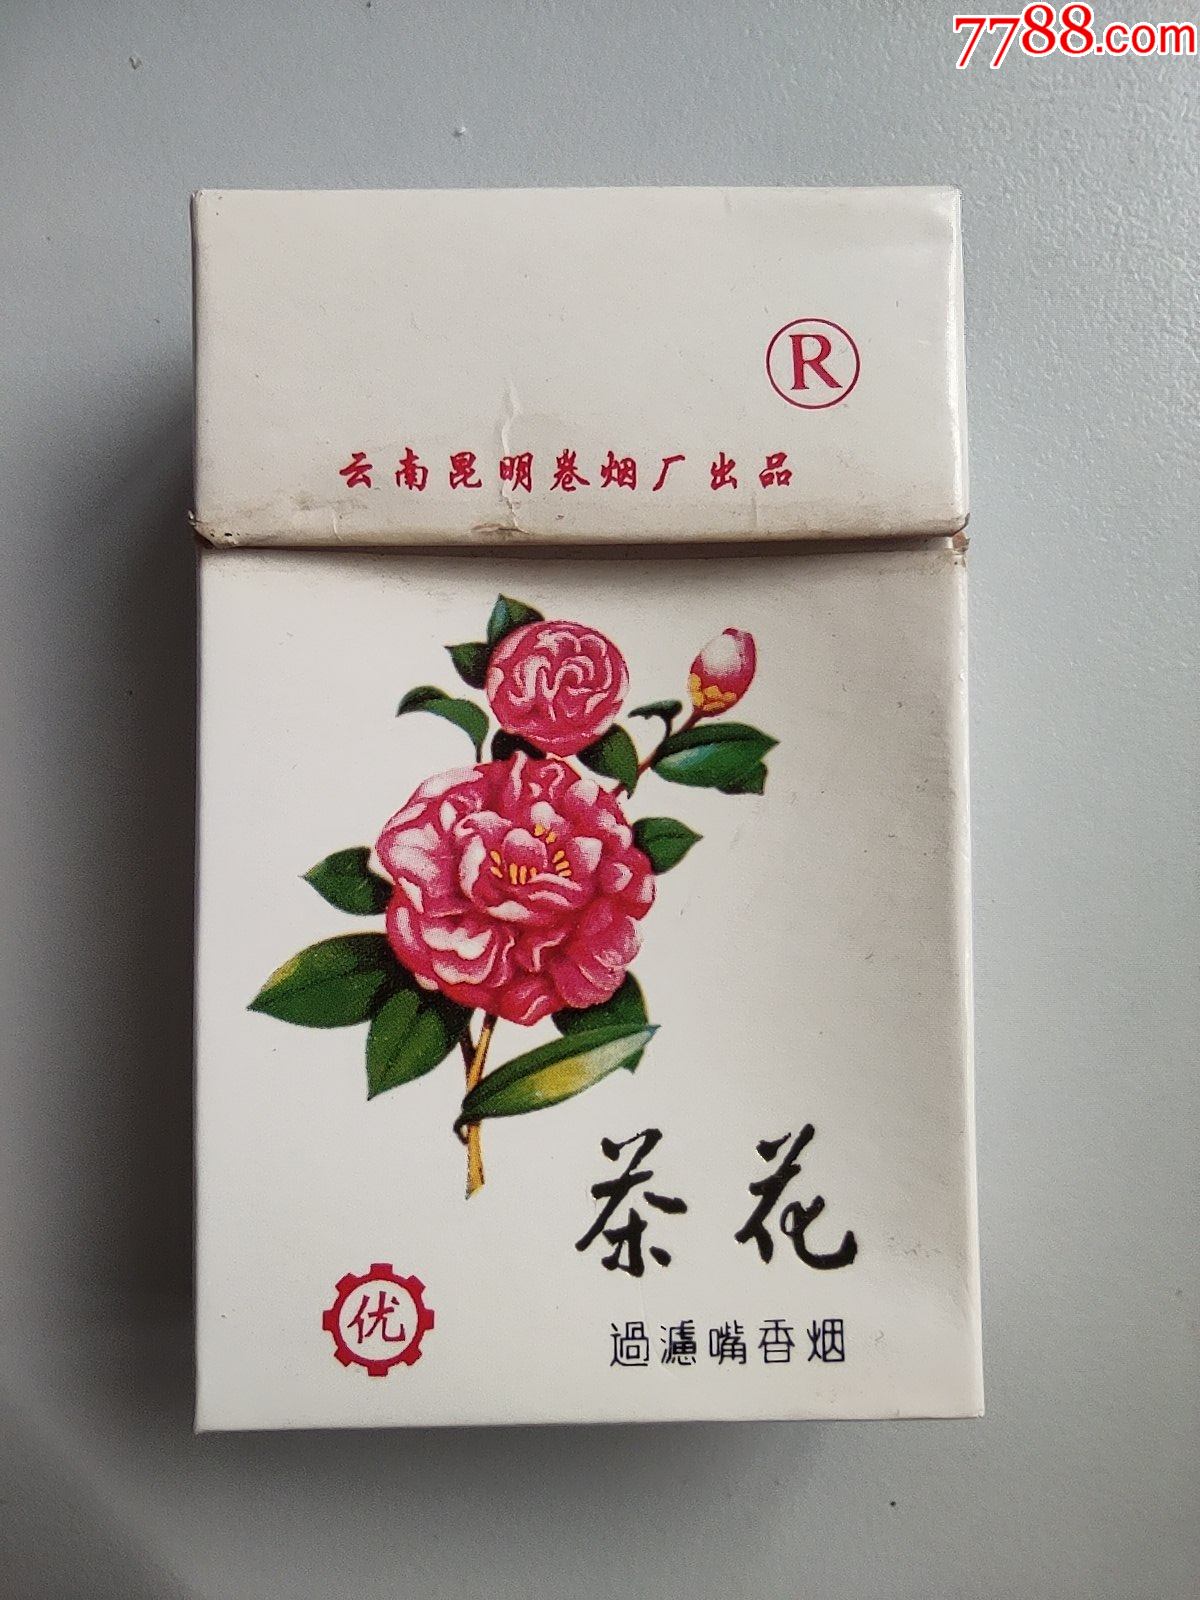 7788.com
R
云南昆明卷烟厂出品
茶花
优
過濾嘴香烟